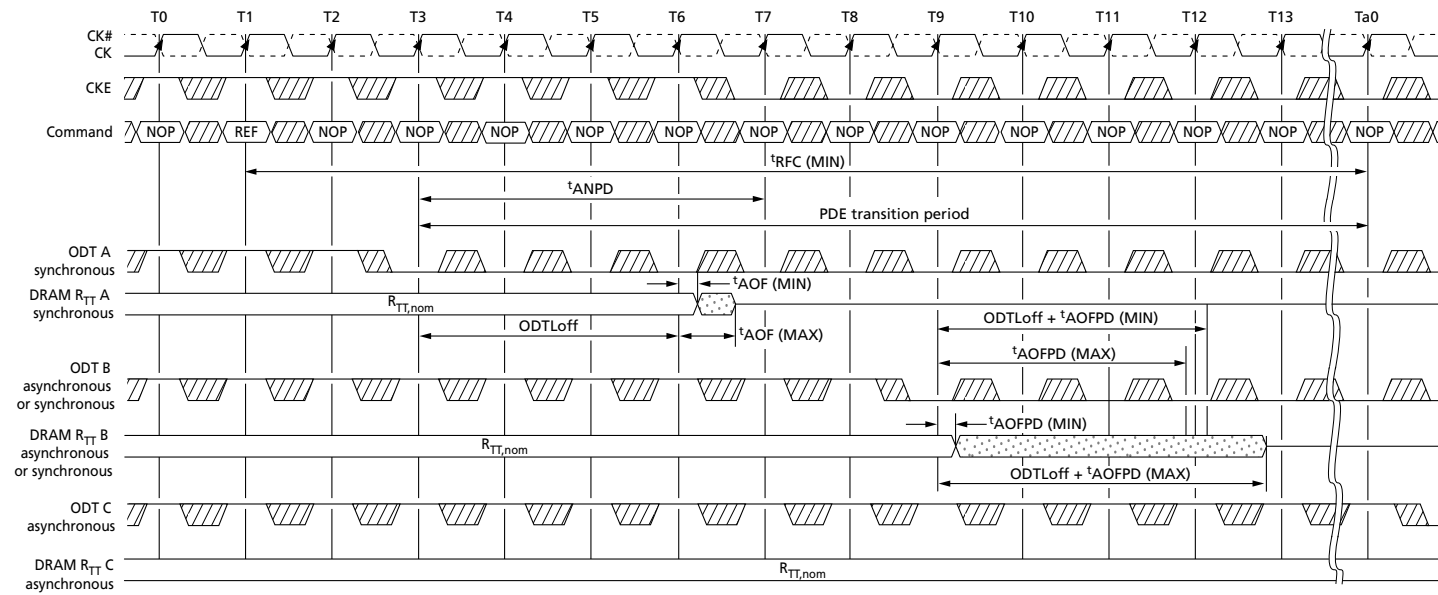 T0 T1 T2 T3 T4 T5 T6 T7 T8 T9 T10 T11 T12 T13 Ta0
CK#
CK
CKE
Command NOP REF NOP NOP NOP NOP NOP NOP NOP NOP NOP NOP NOP NOP NOP
tRFC (MIN)
tANPD
PDE transition period
ODT A
synchronous
tAOF (MIN)
DRAM RTT A
synchronous
RTT,nom
ODTLoff + tAOFPD (MIN)
ODTLoff
tAOF (MAX)
tAOFPD (MAX)
ODT B
asynchronous
or synchronous
tAOFPD (MIN)
DRAM RTT B
asynchronous
or synchronous
RTT,nom
ODTLoff + tAOFPD (MAX)
ODT C
asynchronous
DRAM RTT C
asynchronous
RTT,nom